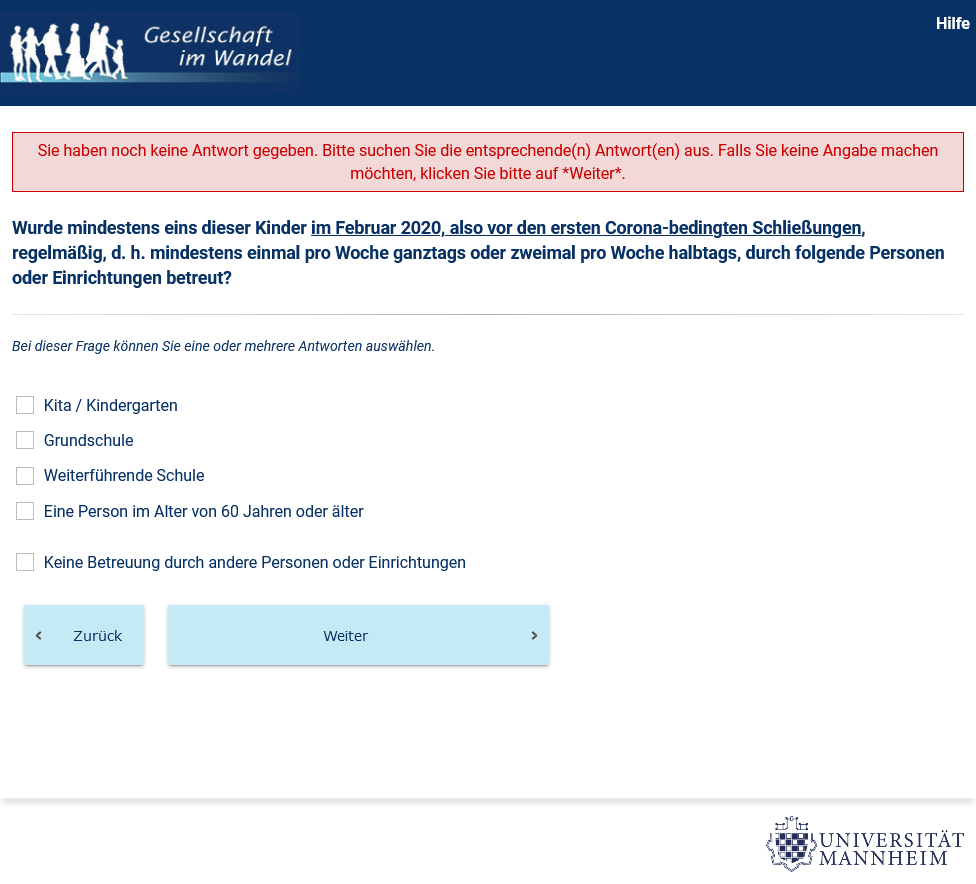 Gesellschaft
im Wandel
Hilfe
Sie haben noch keine Antwort gegeben. Bitte suchen Sie die entsprechende(n) Antwort(en) aus. Falls Sie keine Angabe machen
möchten, klicken Sie bitte auf *Weiter*.
Wurde mindestens eins dieser Kinder im Februar 2020, also vor den ersten Corona-bedingten Schließungen,
regelmäßig, d. h. mindestens einmal pro Woche ganztags oder zweimal pro Woche halbtags, durch folgende Personen
oder Einrichtungen betreut?
Bei dieser Frage können Sie eine oder mehrere Antworten auswählen.
Kita / Kindergarten
Grundschule
Weiterführende Schule
Eine Person im Alter von 60 Jahren oder älter
Keine Betreuung durch andere Personen oder Einrichtungen
Zurück
Weiter
UNIVERSITÄT
MANNHEIM